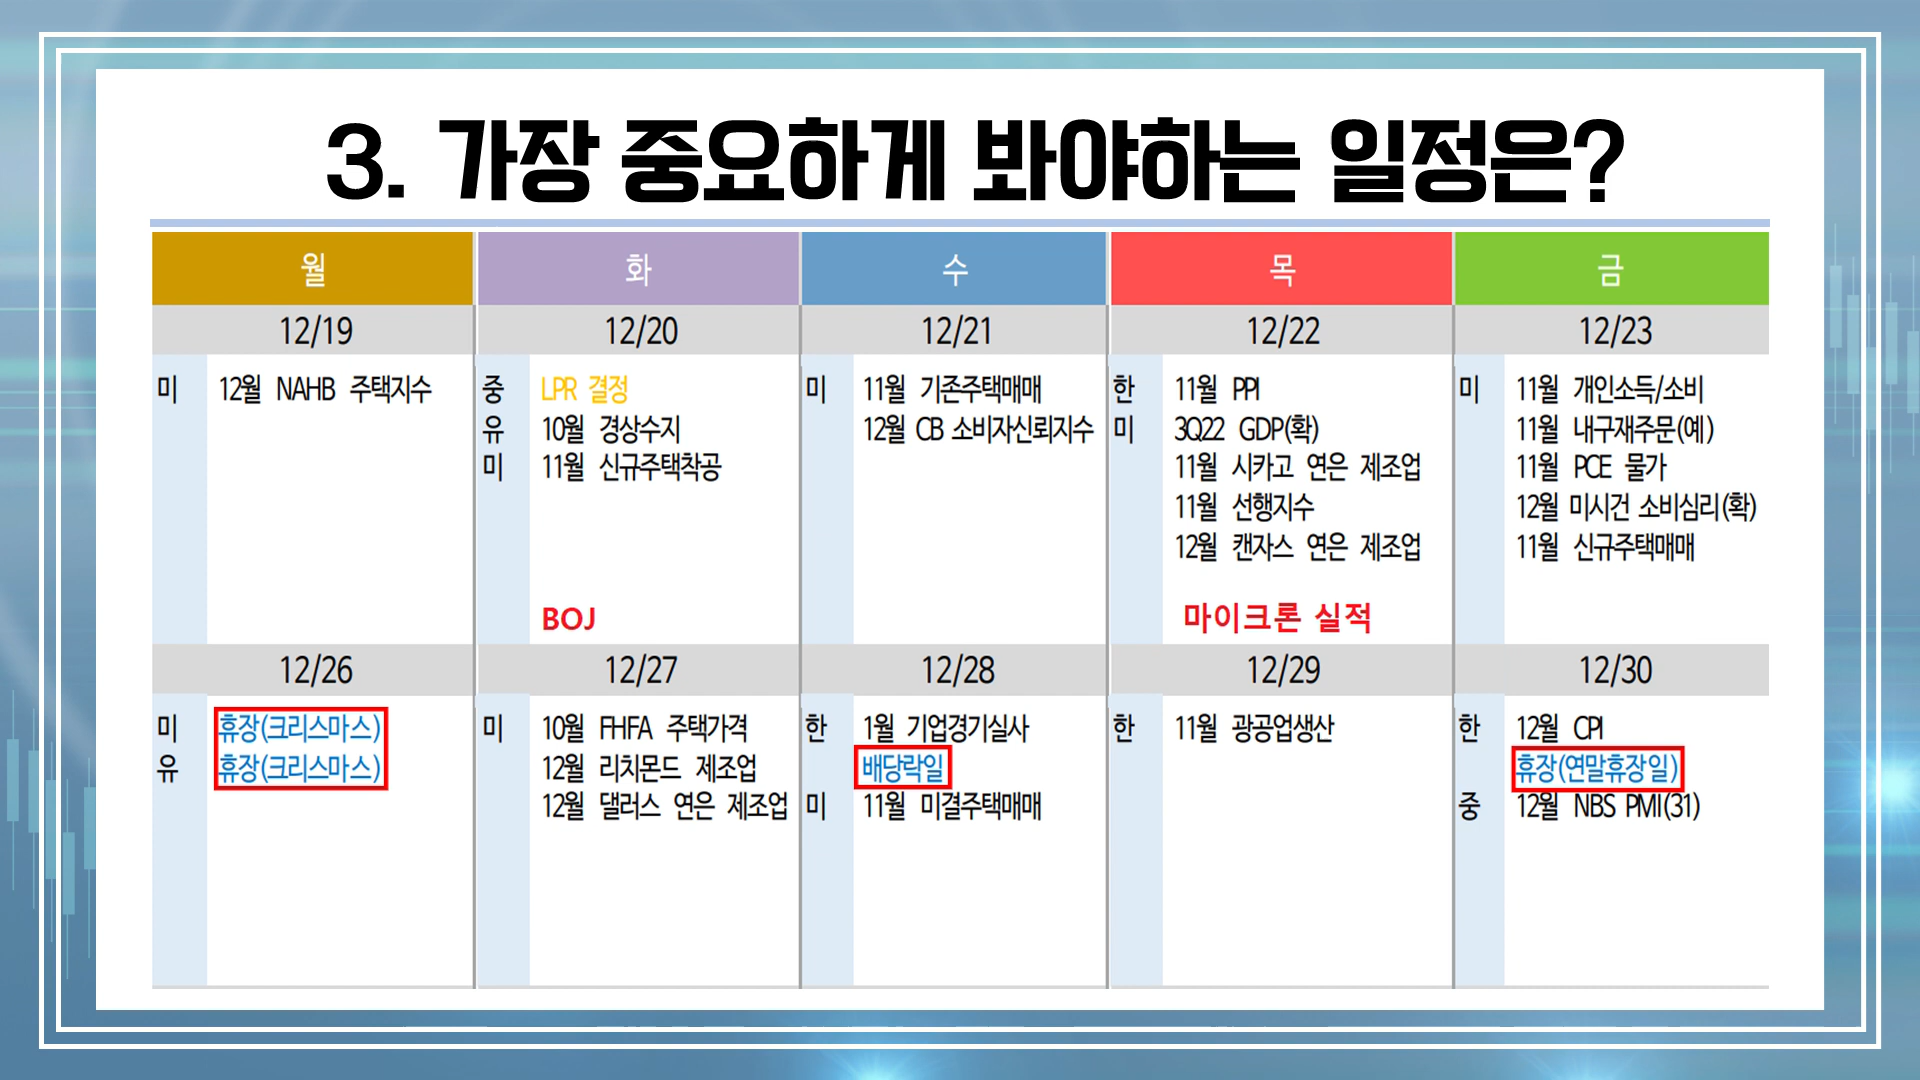 3. 가장 중요하게 봐야하는 일정은?
월 화 수 목 금
12/19 12/20 12/21 12/22 12/23
미 12월 NAHB 주택지수
중 LPR 결정
유 10월 경상수지
미 11월 신규주택착공
BOJ
미 11월 기존주택매매
12월 CB 소비자신뢰지수
한 11월 PPI
미 3Q22 GDP(확)
11월 시카고 연은 제조업
11월 선행지수
12월 캔자스 연은 제조업
마이크론 실적
미 11월 개인소득/소비
11월 내구재주문(예)
11월 PCE 물가
12월 미시건 소비심리(확)
11월 신규주택매매
12/26 12/27 12/28 12/29 12/30
미 휴장(크리스마스)
유 휴장(크리스마스)
미 10월 FHFA 주택가격
12월 리치몬드 제조업
12월 댈러스 연은 제조업
한 1월 기업경기실사
배당락일
미 11월 미결주택매매
한 11월 광공업생산
한 12월 CPI
휴장(연말휴장일)
중 12월 NBS PMI(31)